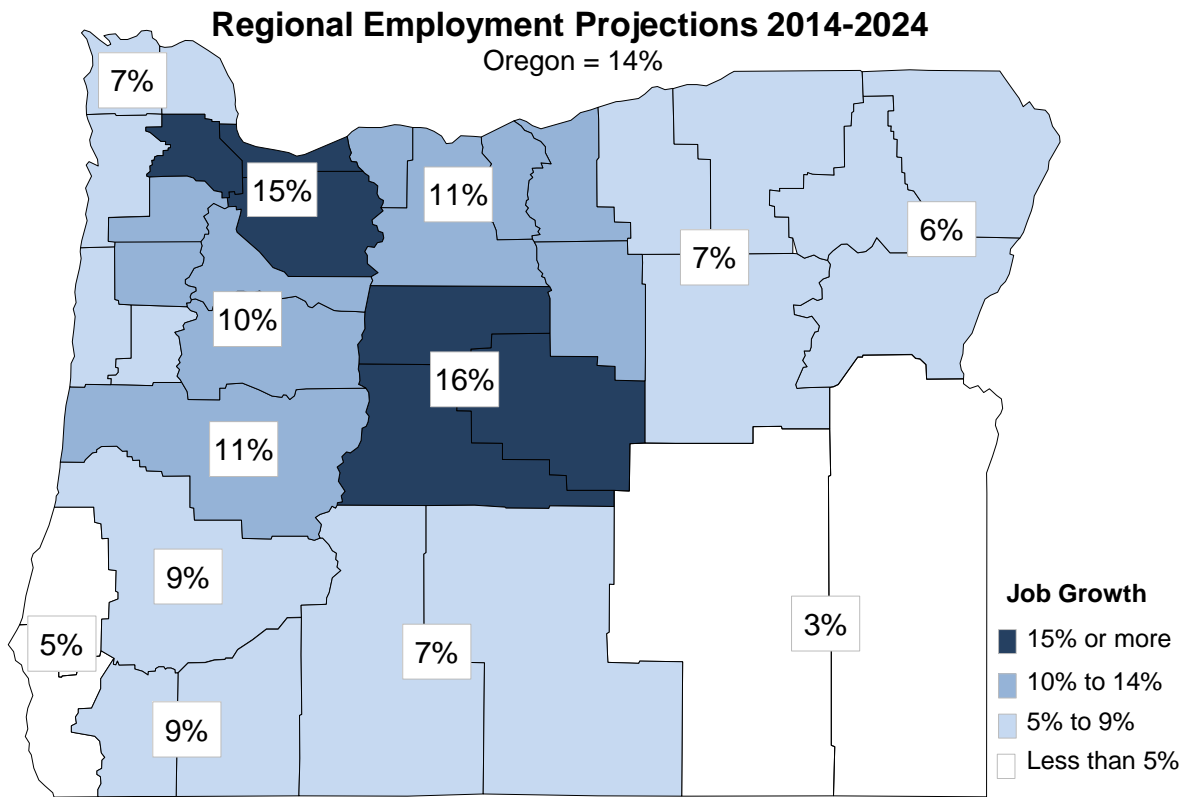 Regional Employment Projections 2014-2024
Oregon = 14%
7%
15%
11%
6%
7%
10%
16%
11%
9%
5%
7%
3%
9%
Job Growth
15% or more
10% to 14%
5% to 9%
Less than 5%